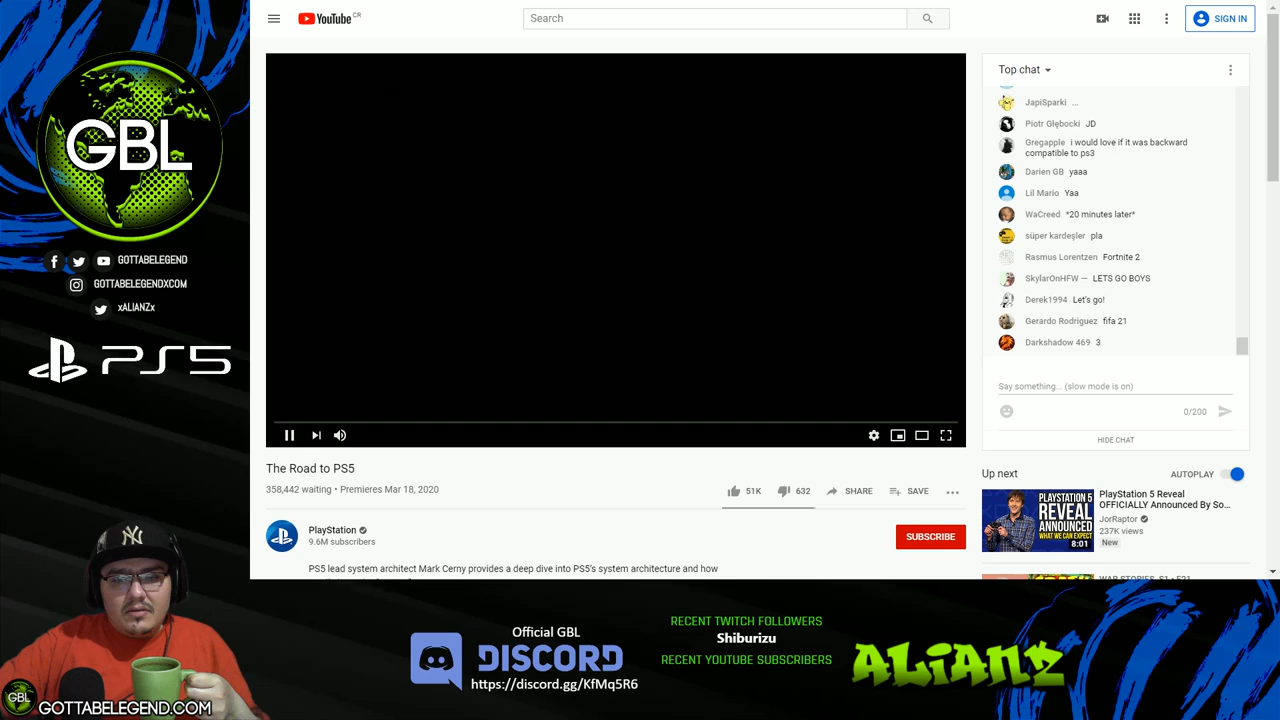 GBL
GOTTABELEGEND
GOTTABELEGENDXCOM
xALIANZx
PS5
YouTube CR
Search
SIGN IN
The Road to PS5
358,442 waiting • Premieres Mar 18, 2020
51K
632
SHARE
SAVE
PlayStation
9.6M subscribers
SUBSCRIBE
PS5 lead system architect Mark Cerny provides a deep dive into PS5's system architecture and how
Top chat
JapiSparki ...
Piotr Głębocki JD
Gregapple i would love if it was backward
compatible to ps3
Darien GB yaaa
Lil Mario Yaa
WaCreed *20 minutes later*
süper kardeşler pla
Rasmus Lorentzen Fortnite 2
SkylarOnHFW — LETS GO BOYS
Derek1994 Let's go!
Gerardo Rodriguez fifa 21
Darkshadow 469 3
Say something... (slow mode is on)
0/200
HIDE CHAT
Up next
AUTOPLAY
PLAYSTATION 5
REVEAL
ANNOUNCED
WHAT WE CAN EXPECT
8:01
PlayStation 5 Reveal
OFFICIALLY Announced By So...
JorRaptor
237K views
New
WAR STORIES S1 • E21
Official GBL
DISCORD
https://discord.gg/KfMq5R6
RECENT TWITCH FOLLOWERS
Shiburizu
RECENT YOUTUBE SUBSCRIBERS
ALiANZ
GBL
GOTTABELEGEND.COM